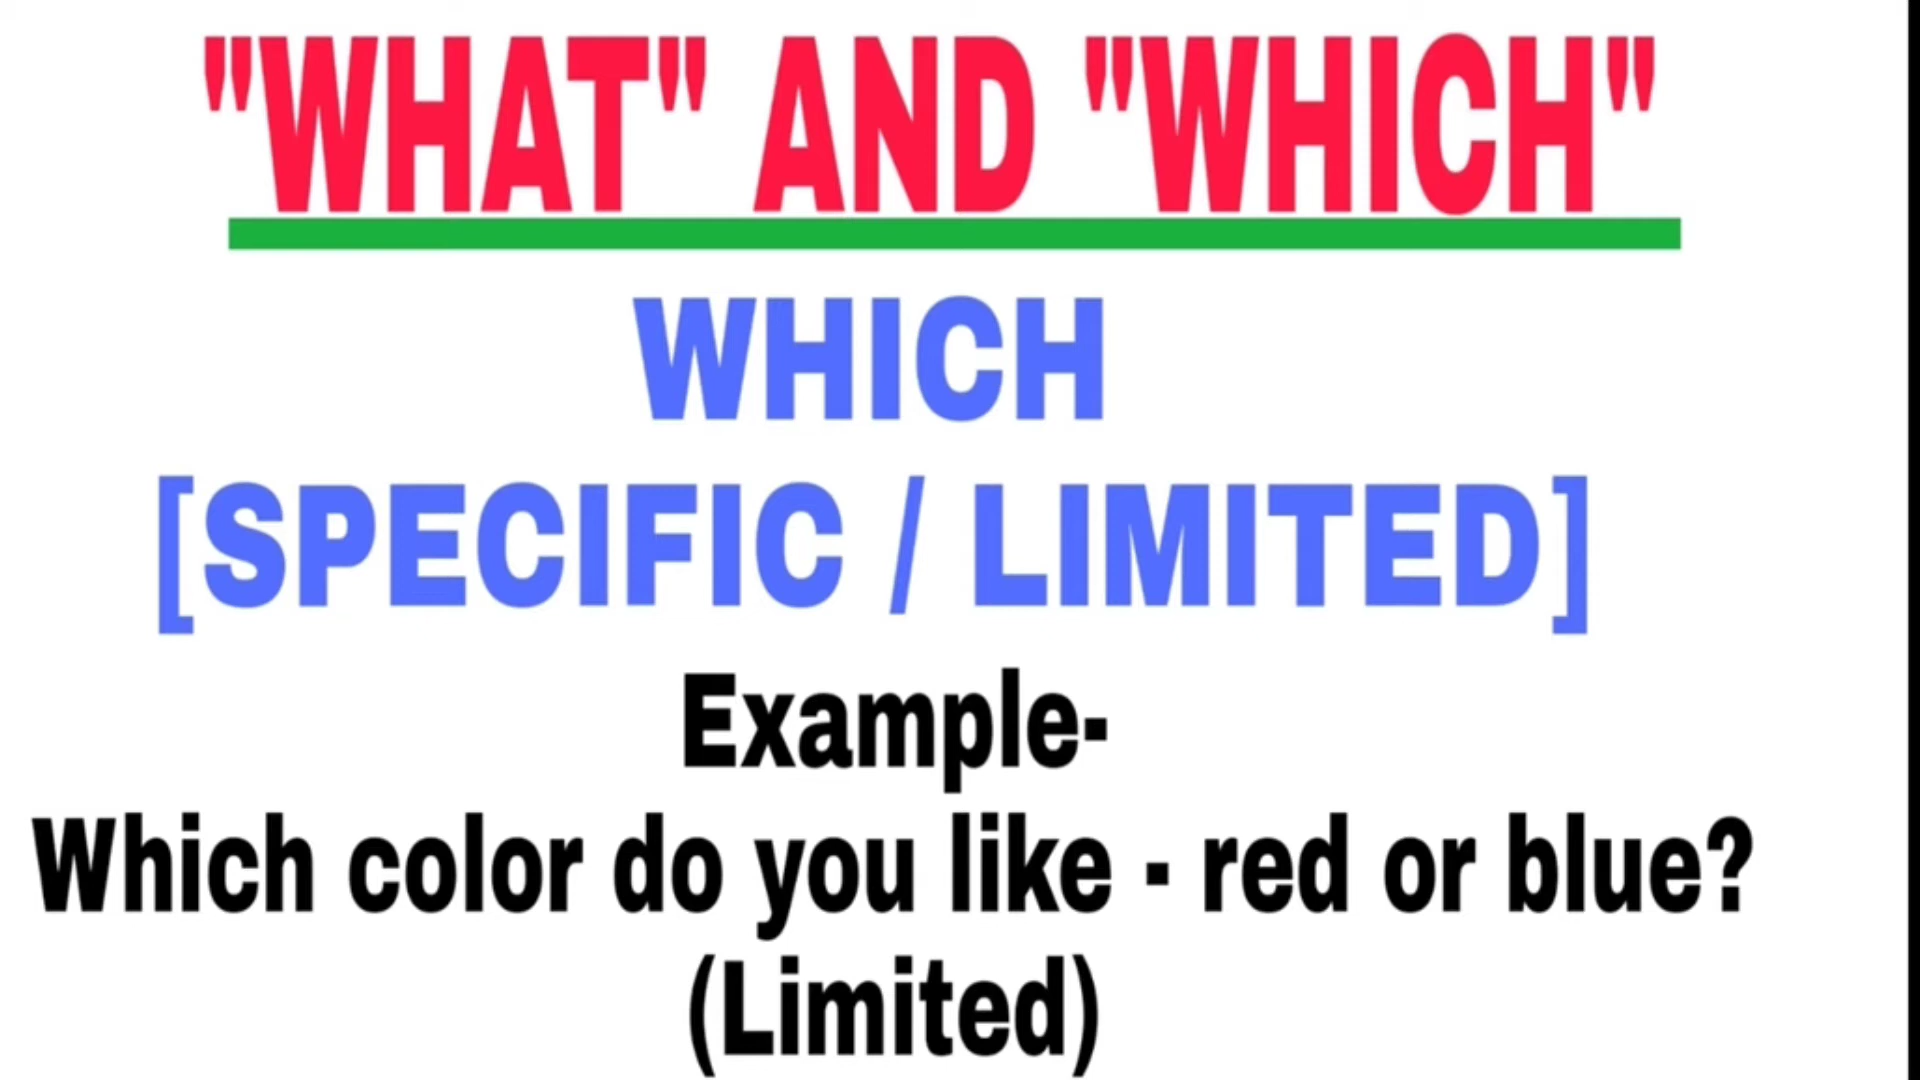 "WHAT" AND "WHICH"
WHICH
[SPECIFIC / LIMITED]
Example-
Which color do you like - red or blue?
(Limited)